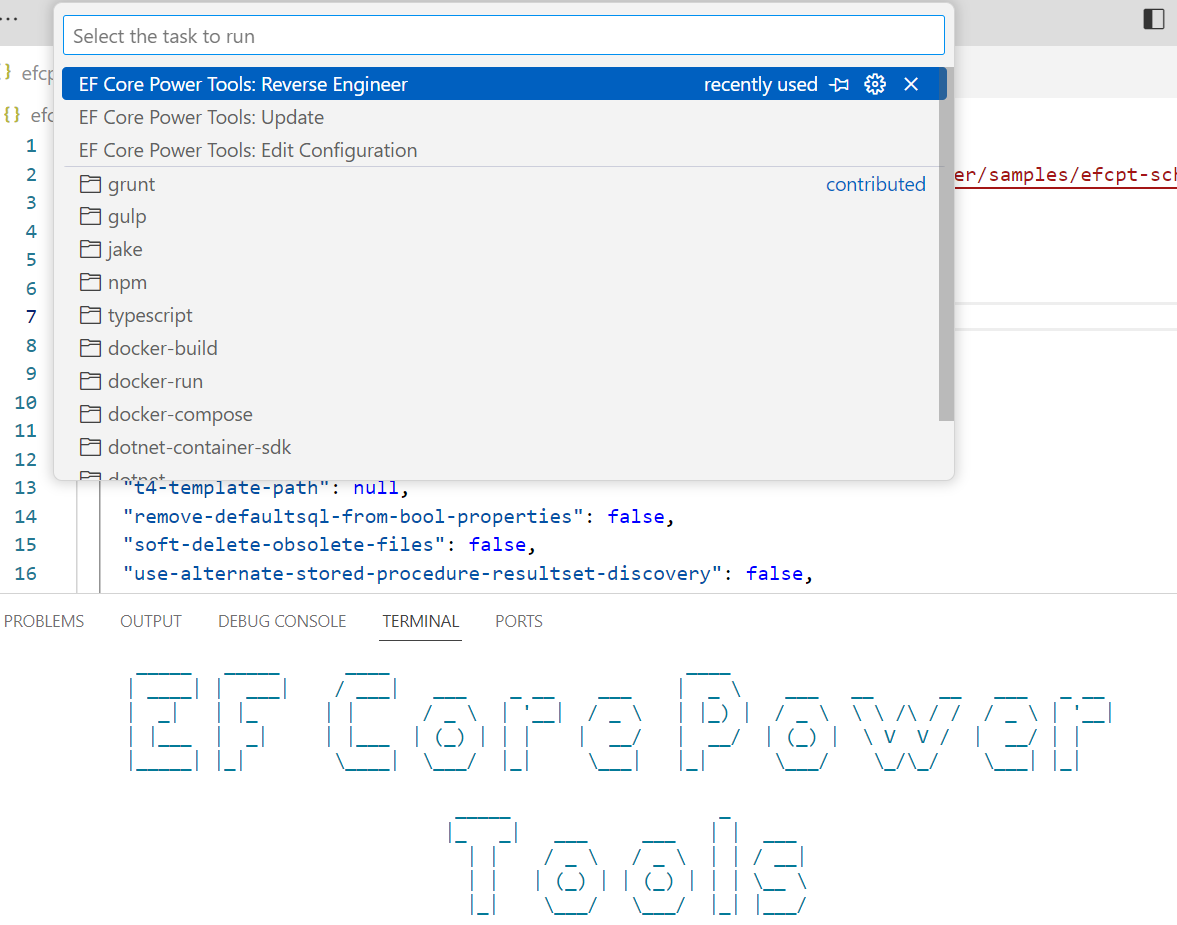 ...
Select the task to run
{} efcp
EF Core Power Tools: Reverse Engineer recently used
EF Core Power Tools: Update
{} efc
EF Core Power Tools: Edit Configuration
1
2 er/samples/efcpt-sch
grunt contributed
3
gulp
4
jake
5
npm
6
typescript
7
docker-build
8
docker-run
9
docker-compose
10
dotnet-container-sdk
11
dotnet
12
13 "t4-template-path": null,
14 "remove-defaultsql-from-bool-properties": false,
15 "soft-delete-obsolete-files": false,
16 "use-alternate-stored-procedure-resultset-discovery": false,
PROBLEMS OUTPUT DEBUG CONSOLE TERMINAL PORTS
EF Core Power
Tools